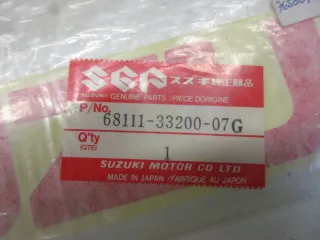 SGP スズキ純正部品
SUZUKI GENUINE PARTS / PIECE D'ORIGINE
P/No. 68111-33200-07G
Q'ty
(QTE) 1
SUZUKI MOTOR CO., LTD
MADE IN JAPAN / FABRIQUE AU JAPON